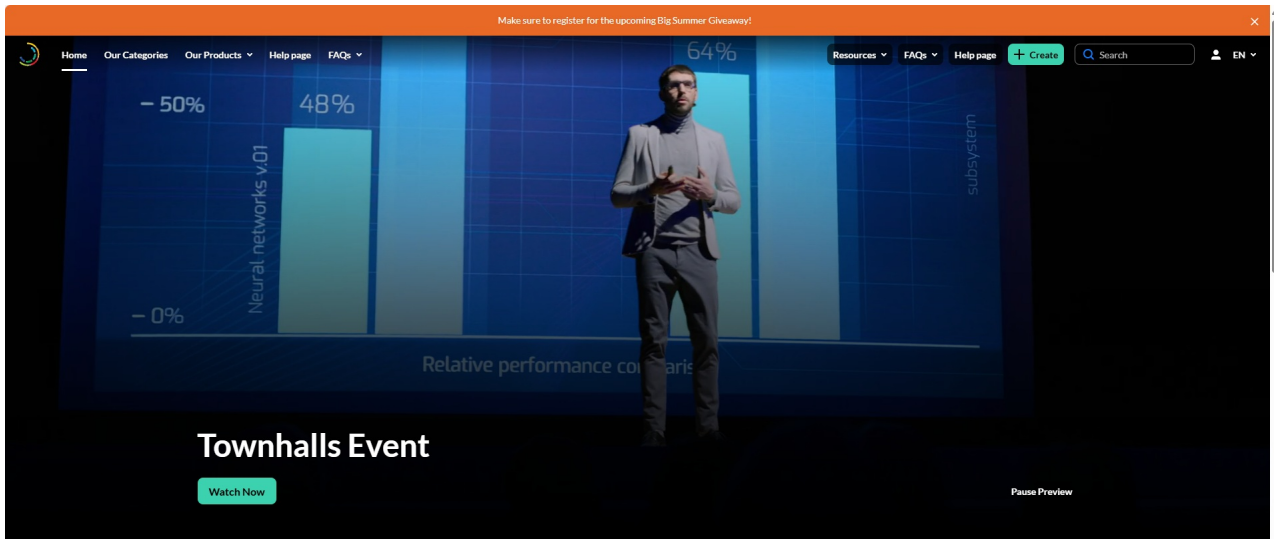 Make sure to register for the upcoming Big Summer Giveaway!
Home Our Categories Our Products Help page FAQs Resources FAQs Help page Create Search EN
64%
– 50% 48%
Neural networks v.01
subsystem
– 0%
Relative performance
Townhalls Event
Watch Now
Pause Preview